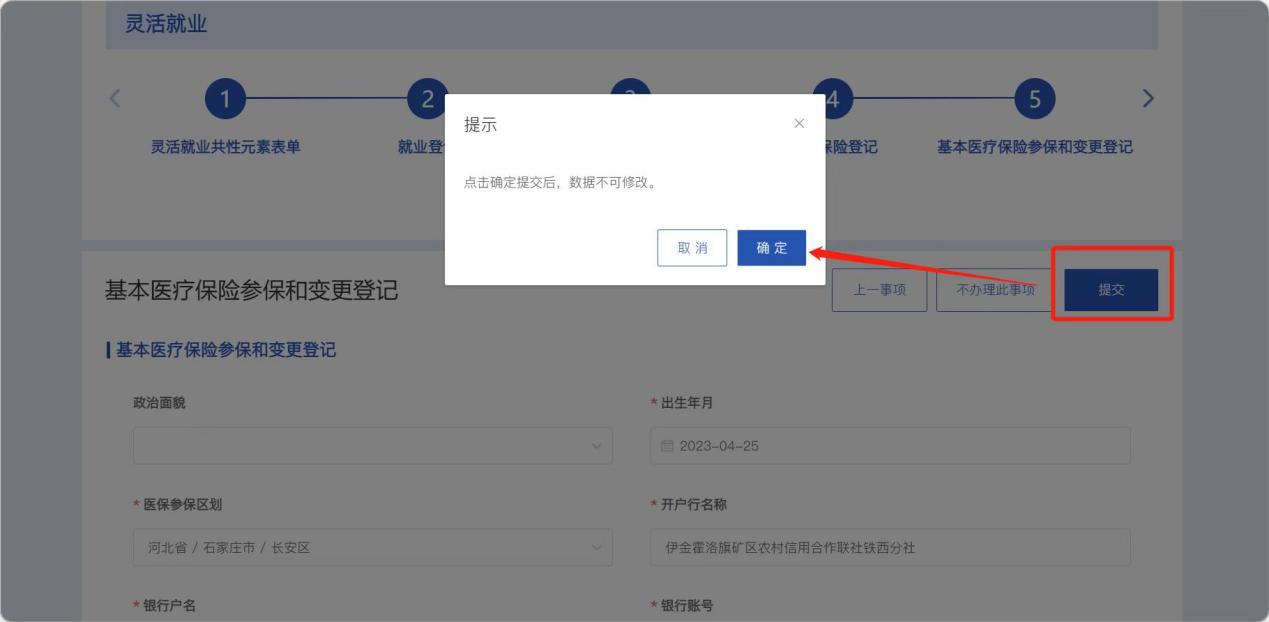 灵活就业
1
2
4
5
灵活就业共性元素表单
就业登
保险登记
基本医疗保险参保和变更登记
提示
点击确定提交后，数据不可修改。
取 消
确 定
基本医疗保险参保和变更登记
上一事项
不办理此事项
提交
基本医疗保险参保和变更登记
政治面貌
* 出生年月
2023-04-25
* 医保参保区划
* 开户行名称
河北省 / 石家庄市 / 长安区
伊金霍洛旗矿区农村信用合作联社铁西分社
* 银行户名
* 银行账号